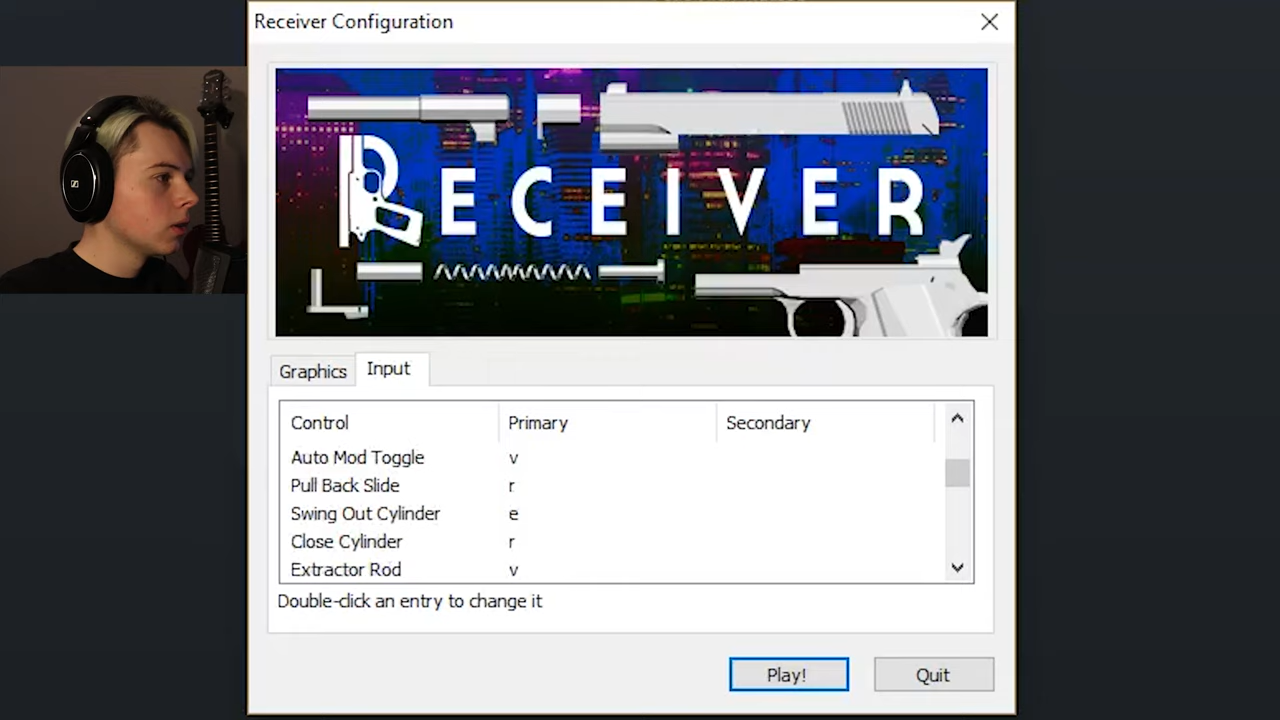 Receiver Configuration
RECEIVER
Graphics
Input
Control Primary Secondary
Auto Mod Toggle v
Pull Back Slide r
Swing Out Cylinder e
Close Cylinder r
Extractor Rod v
Double-click an entry to change it
Play! Quit